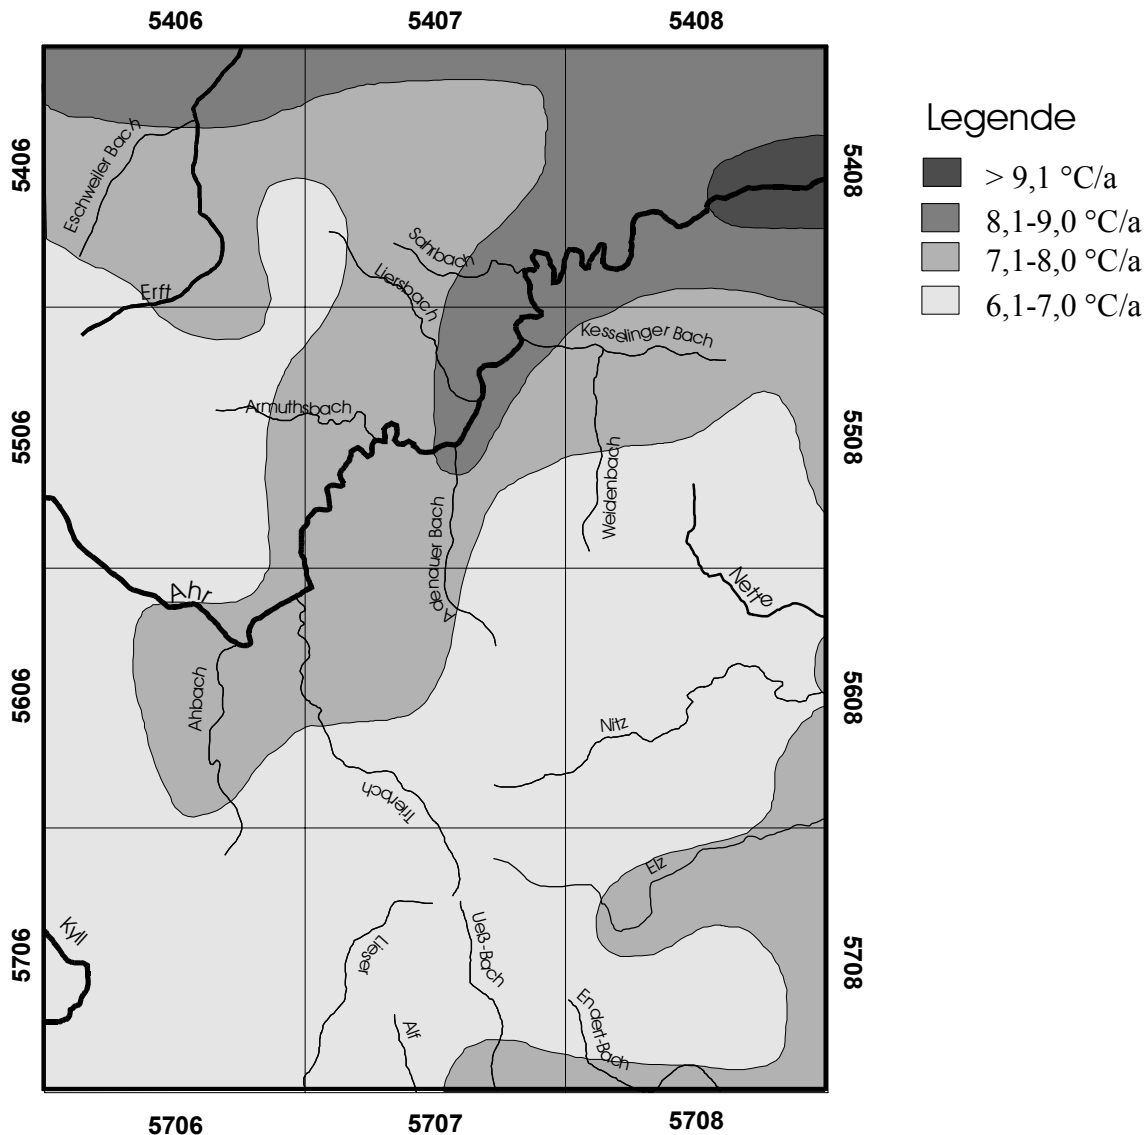 5406
5407
5408
Legende
> 9,1 °C/a
8,1-9,0 °C/a
7,1-8,0 °C/a
6,1-7,0 °C/a
5406
5408
Eschweiler Bach
Sahrbach
Liersbach
Erft
Kesselinger Bach
Armuthsbach
5506
5508
Weidenbach
Adenauer Bach
Ahr
Nette
Ahbach
5606
5608
Nitz
Trierbach
Elz
Kyll
Lieser
Ueß-Bach
5706
5708
Endert-Bach
Alf
5706
5707
5708